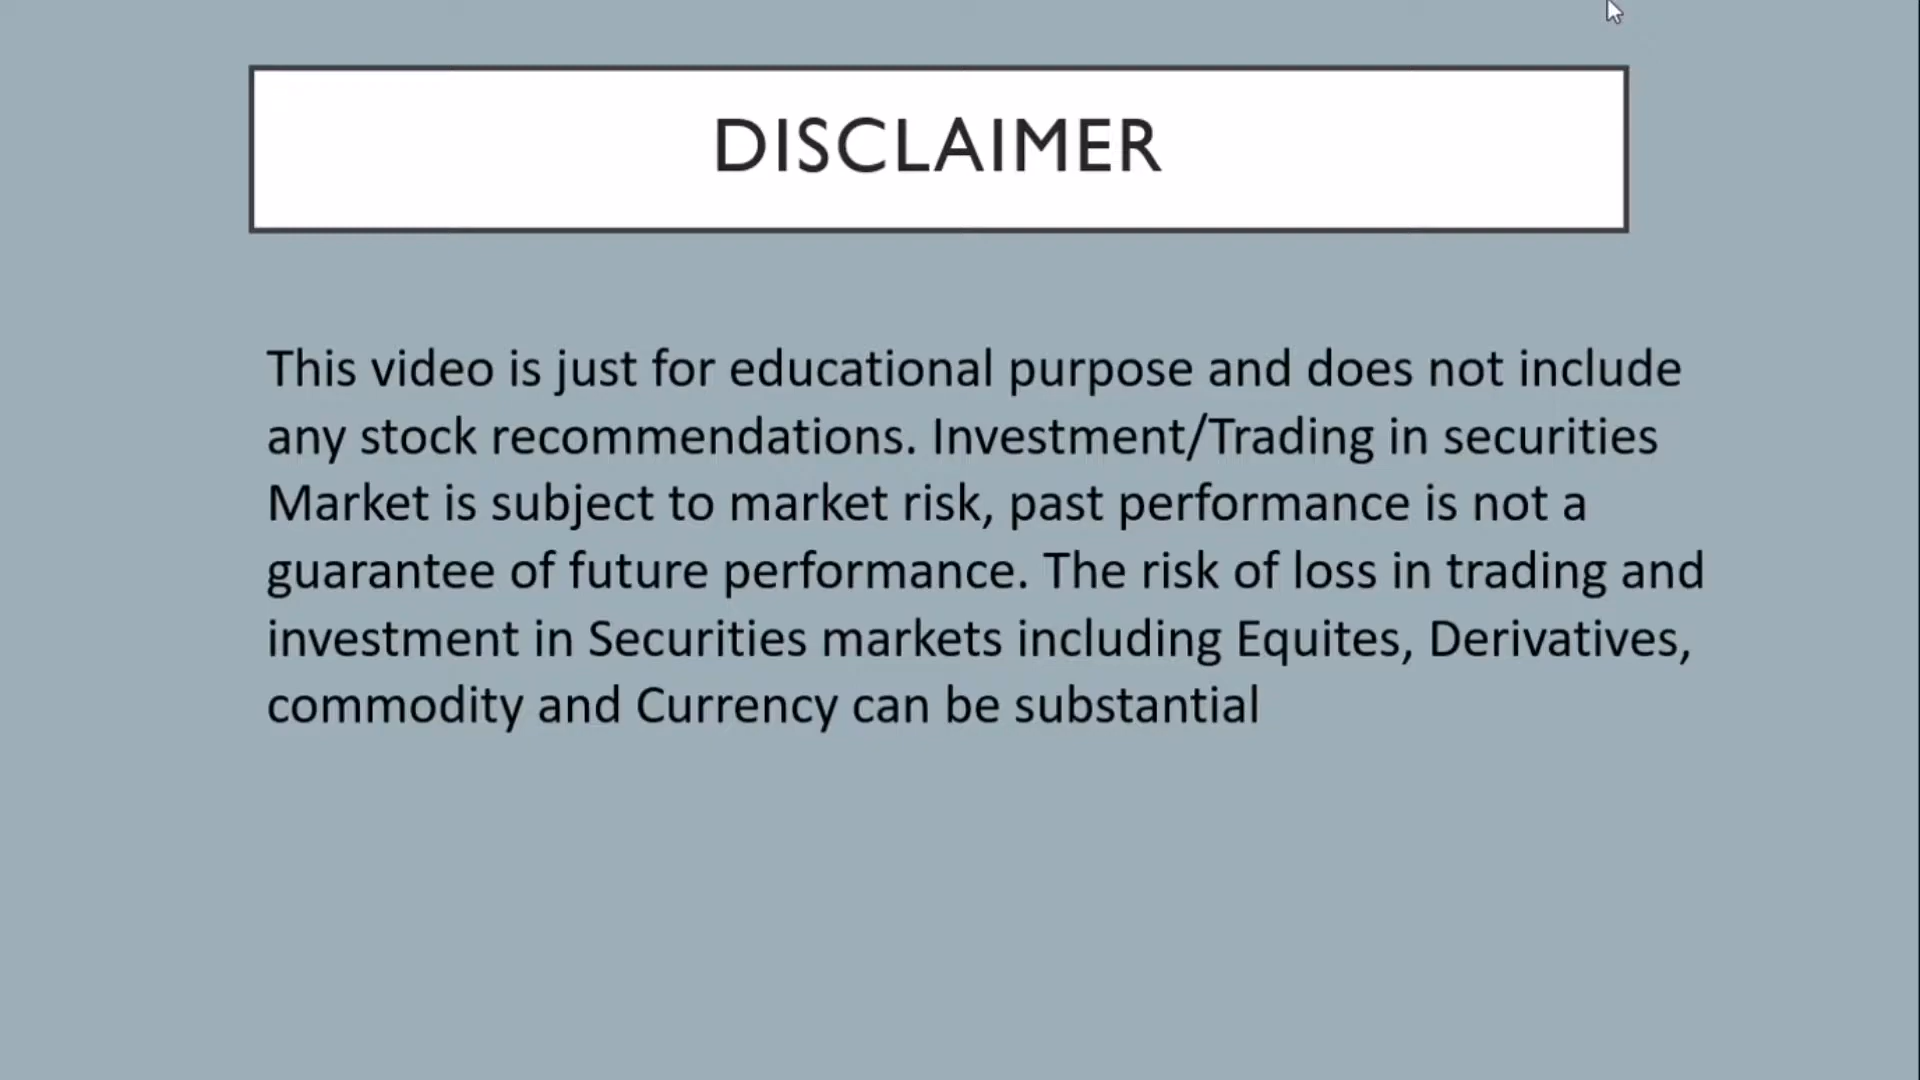 DISCLAIMER
This video is just for educational purpose and does not include
any stock recommendations. Investment/Trading in securities
Market is subject to market risk, past performance is not a
guarantee of future performance. The risk of loss in trading and
investment in Securities markets including Equites, Derivatives,
commodity and Currency can be substantial